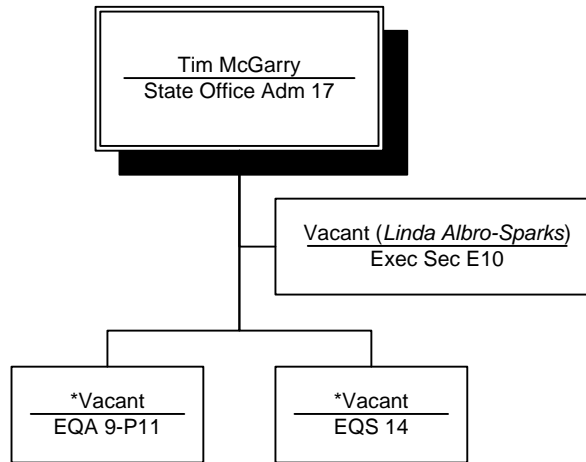 Tim McGarry
State Office Adm 17
Vacant (Linda Albro-Sparks)
Exec Sec E10
*Vacant
EQA 9-P11
*Vacant
EQS 14